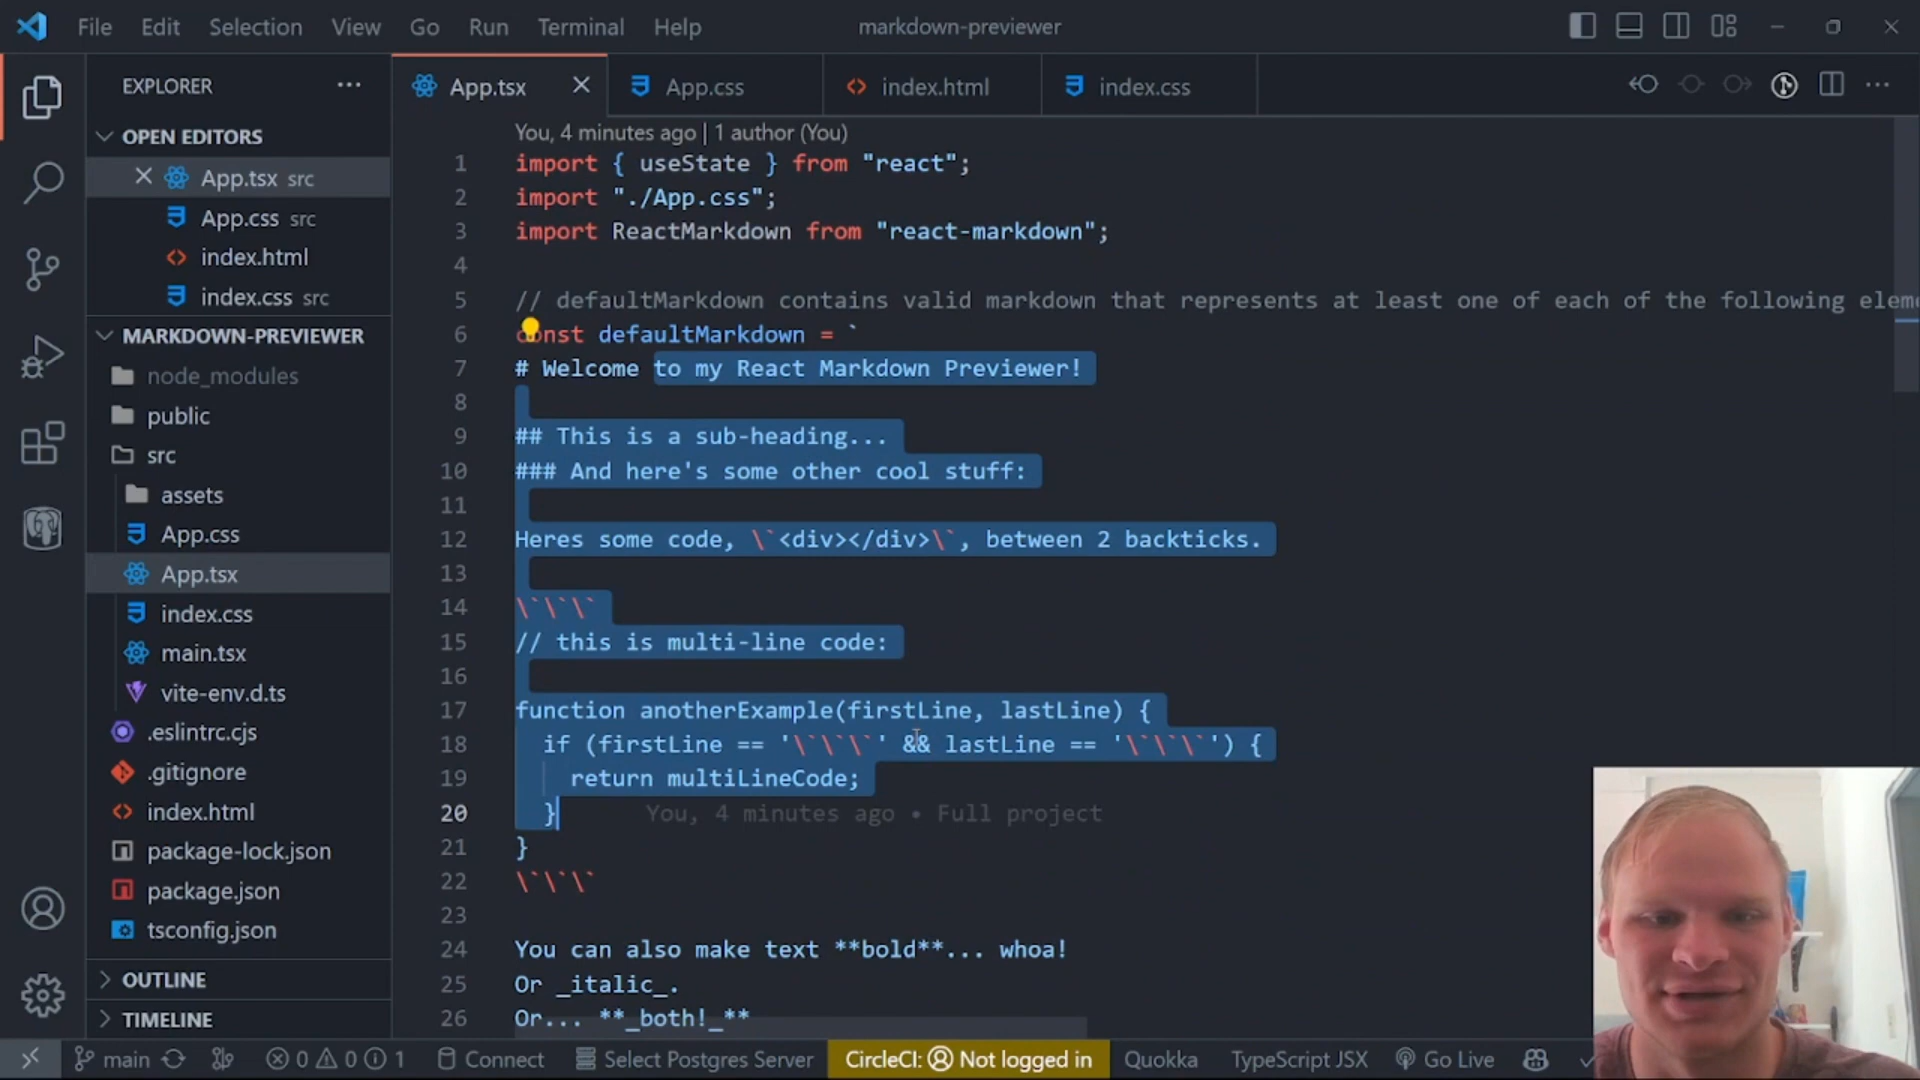 File Edit Selection View Go Run Terminal Help markdown-previewer
EXPLORER
OPEN EDITORS
App.tsx src
App.css src
index.html
index.css src
MARKDOWN-PREVIEWER
node_modules
public
src
assets
App.css
App.tsx
index.css
main.tsx
vite-env.d.ts
.eslintrc.cjs
.gitignore
index.html
package-lock.json
package.json
tsconfig.json
OUTLINE
TIMELINE
App.tsx App.css index.html index.css
You, 4 minutes ago | 1 author (You)
1 import { useState } from "react";
2 import "./App.css";
3 import ReactMarkdown from "react-markdown";
4
5 // defaultMarkdown contains valid markdown that represents at least one of each of the following eleme
6 const defaultMarkdown = `
7 # Welcome to my React Markdown Previewer!
8
9 ## This is a sub-heading...
10 ### And here's some other cool stuff:
11
12 Heres some code, \`<div></div>\`, between 2 backticks.
13
14 \`\`\`
15 // this is multi-line code:
16
17 function anotherExample(firstLine, lastLine) {
18 if (firstLine == '\`\`\`' && lastLine == '\`\`\`') {
19 return multiLineCode;
20 } You, 4 minutes ago • Full project
21 }
22 \`\`\`
23
24 You can also make text **bold**... whoa!
25 Or _italic_.
26 Or... **_both!_**
main 0 0 1 Connect Select Postgres Server CircleCI: Not logged in Quokka TypeScript JSX Go Live